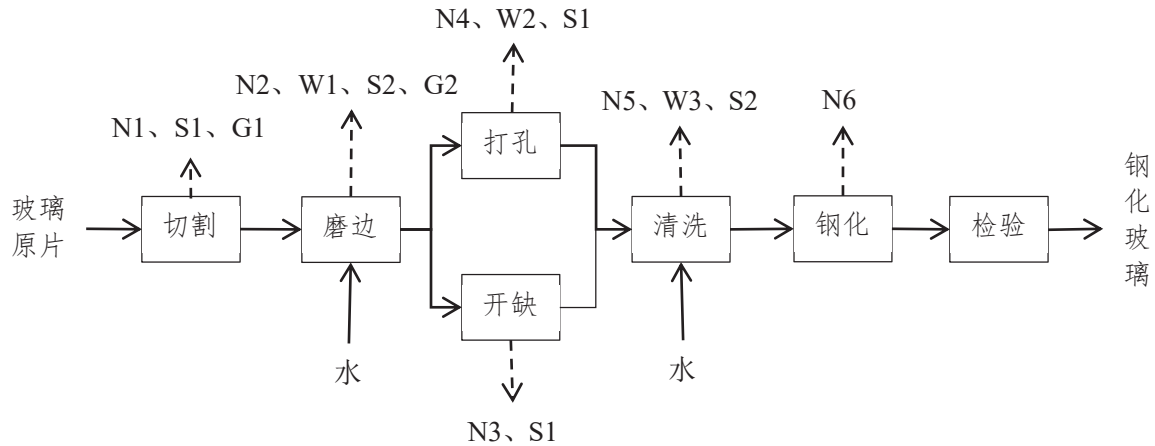 N4、W2、S1
N2、W1、S2、G2
N5、W3、S2
N6
N1、S1、G1
打孔
玻璃
原片
切割
磨边
清洗
钢化
检验
钢
化
玻
璃
开缺
水
水
N3、S1